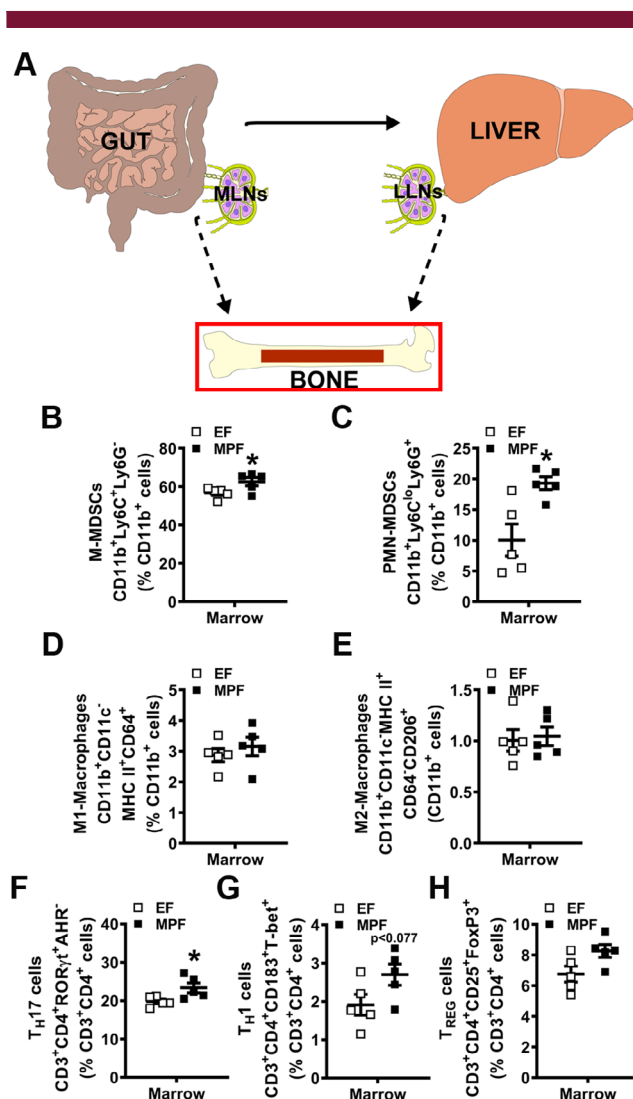 A
GUT
LIVER
MLNs
LLNs
BONE
B
EF
MPF
*
M-MDSCs
CD11b⁺Ly6C⁺Ly6G⁻
(% CD11b⁺ cells)
80
60
40
20
0
Marrow
C
EF
MPF
*
PMN-MDSCs
CD11b⁺Ly6CˡᵒLy6G⁺
(% CD11b⁺ cells)
25
20
15
10
5
0
Marrow
D
EF
MPF
M1-Macrophages
CD11b⁺CD11c⁻
MHC II⁺CD64⁺
(% CD11b⁺ cells)
5
4
3
2
1
0
Marrow
E
EF
MPF
M2-Macrophages
CD11b⁺CD11c⁻MHC II⁺
CD64⁻CD206⁺
(CD11b⁺ cells)
1.5
1.0
0.5
0.0
Marrow
F
EF
MPF
*
T_H17 cells
CD3⁺CD4⁺RORγt⁺AHR⁻
(% CD3⁺CD4⁺ cells)
40
30
20
10
0
Marrow
G
EF
MPF
p<0.077
T_H1 cells
CD3⁺CD4⁺CD183⁺T-bet⁺
(% CD3⁺CD4⁺ cells)
4
3
2
1
0
Marrow
H
EF
MPF
T_REG cells
CD3⁺CD4⁺CD25⁺FoxP3⁺
(% CD3⁺CD4⁺ cells)
10
8
6
4
2
0
Marrow